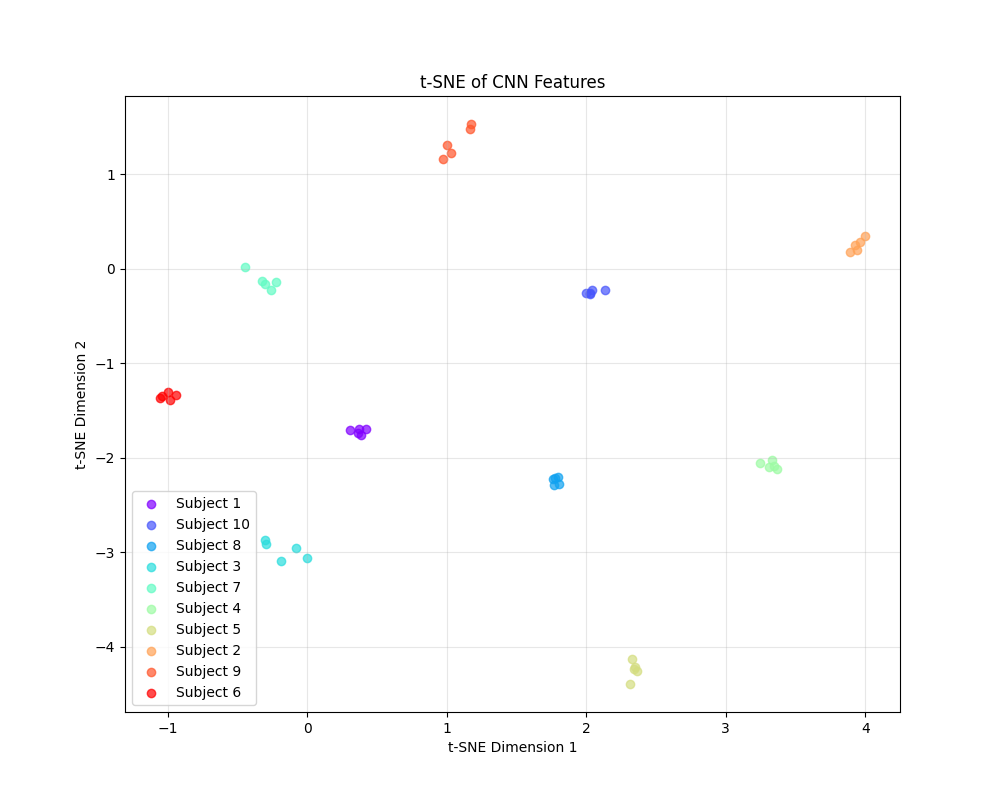 t-SNE of CNN Features
t-SNE Dimension 2
1
0
−1
−2
−3
−4
Subject 1
Subject 10
Subject 8
Subject 3
Subject 7
Subject 4
Subject 5
Subject 2
Subject 9
Subject 6
−1 0 1 2 3 4
t-SNE Dimension 1